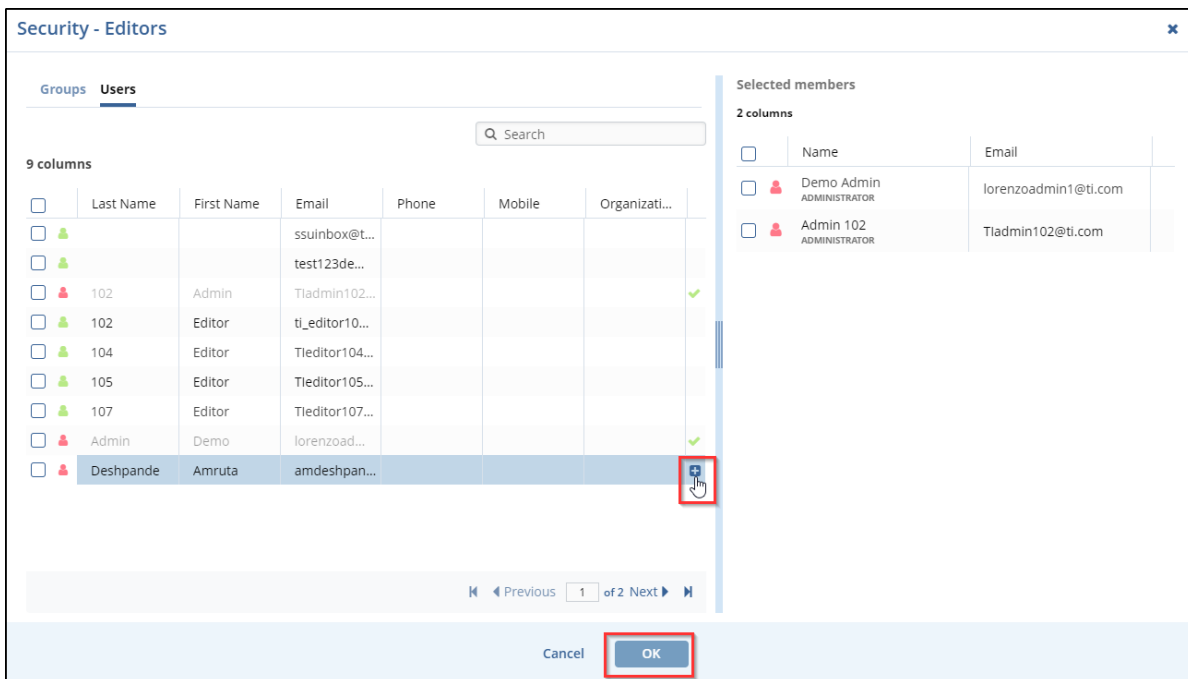 Security - Editors
Groups Users
Search
9 columns
Last Name First Name Email Phone Mobile Organizati...
ssuinbox@t...
test123de...
102 Admin TIadmin102...
102 Editor ti_editor10...
104 Editor TIeditor104...
105 Editor TIeditor105...
107 Editor TIeditor107...
Admin Demo lorenzoad...
Deshpande Amruta amdeshpan...
Previous 1 of 2 Next
Selected members
2 columns
Name Email
Demo Admin lorenzoadmin1@ti.com
ADMINISTRATOR
Admin 102 TIadmin102@ti.com
ADMINISTRATOR
Cancel OK